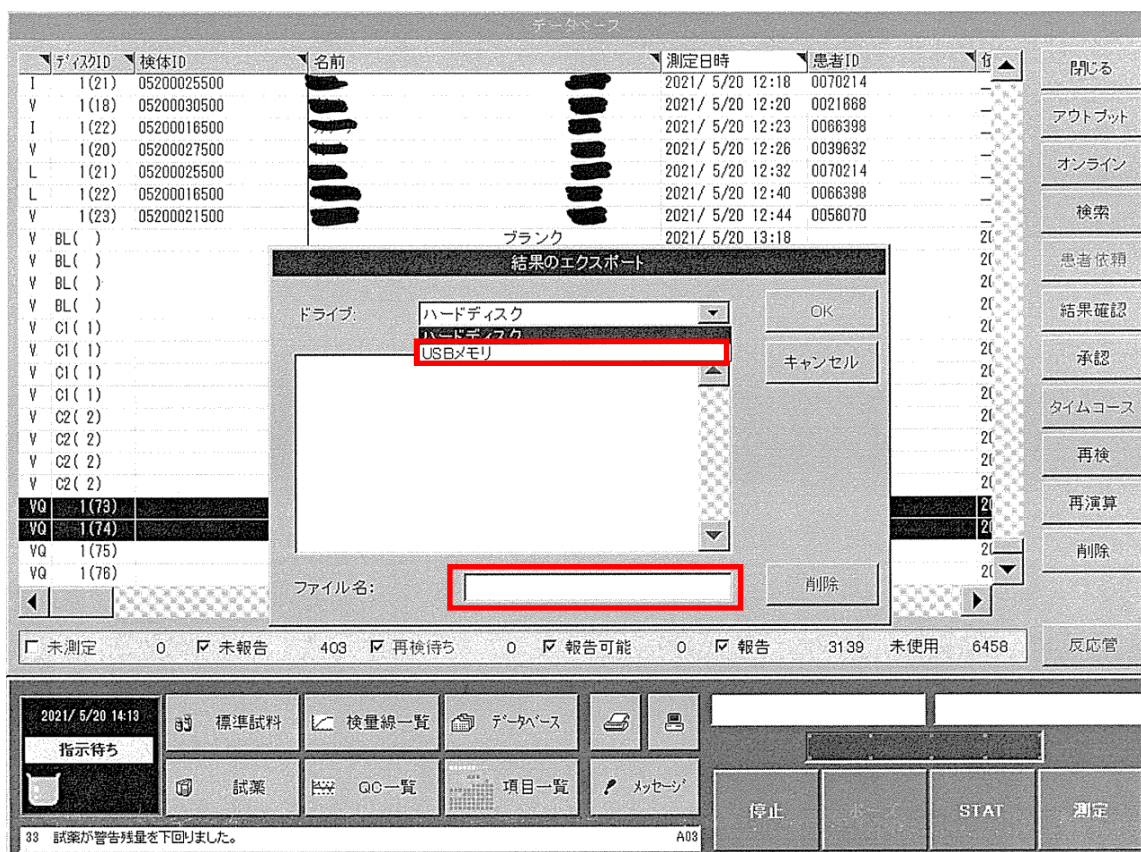 データベース
ディスクID 検体ID 名前 測定日時 患者ID
I 1(21) 05200025500 2021/ 5/20 12:18 0070214
V 1(18) 05200030500 2021/ 5/20 12:20 0021668
I 1(22) 05200016500 2021/ 5/20 12:23 0066398
V 1(20) 05200027500 2021/ 5/20 12:26 0039632
L 1(21) 05200025500 2021/ 5/20 12:32 0070214
L 1(22) 05200016500 2021/ 5/20 12:40 0066398
V 1(23) 05200021500 2021/ 5/20 12:44 0056070
V BL( ) ブランク 2021/ 5/20 13:18
V BL( )
V BL( )
V BL( )
V C1( 1)
V C1( 1)
V C1( 1)
V C1( 1)
V C2( 2)
V C2( 2)
V C2( 2)
V C2( 2)
VQ 1(73)
VQ 1(74)
VQ 1(75)
VQ 1(76)
閉じる
アウトプット
オンライン
検索
患者依頼
結果確認
承認
タイムコース
再検
再演算
削除
反応管
結果のエクスポート
ドライブ: ハードディスク
ハードディスク
USBメモリ
OK
キャンセル
ファイル名:
削除
未測定 0 未報告 403 再検待ち 0 報告可能 0 報告 3139 未使用 6458
2021/ 5/20 14:13
指示待ち
標準試料 検量線一覧 データベース
試薬 QC一覧 項目一覧 メッセージ
停止 STAT 測定
33 試薬が警告残量を下回りました。 A03